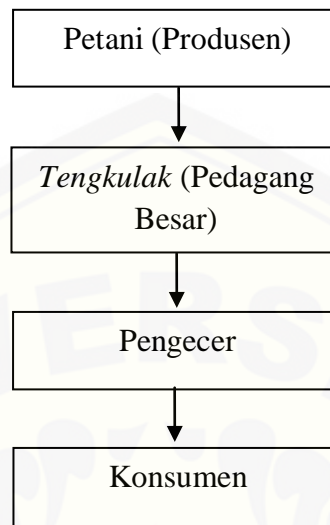 Petani (Produsen)
Tengkulak (Pedagang
Besar)
Pengecer
Konsumen